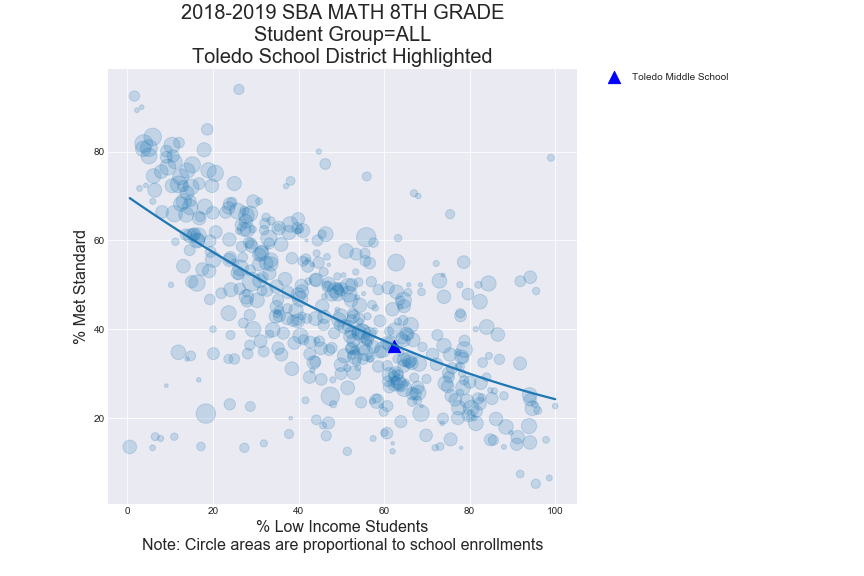 2018-2019 SBA MATH 8TH GRADE
Student Group=ALL
Toledo School District Highlighted
Toledo Middle School
% Met Standard
80
60
40
20
0
20
40
60
80
100
% Low Income Students
Note: Circle areas are proportional to school enrollments